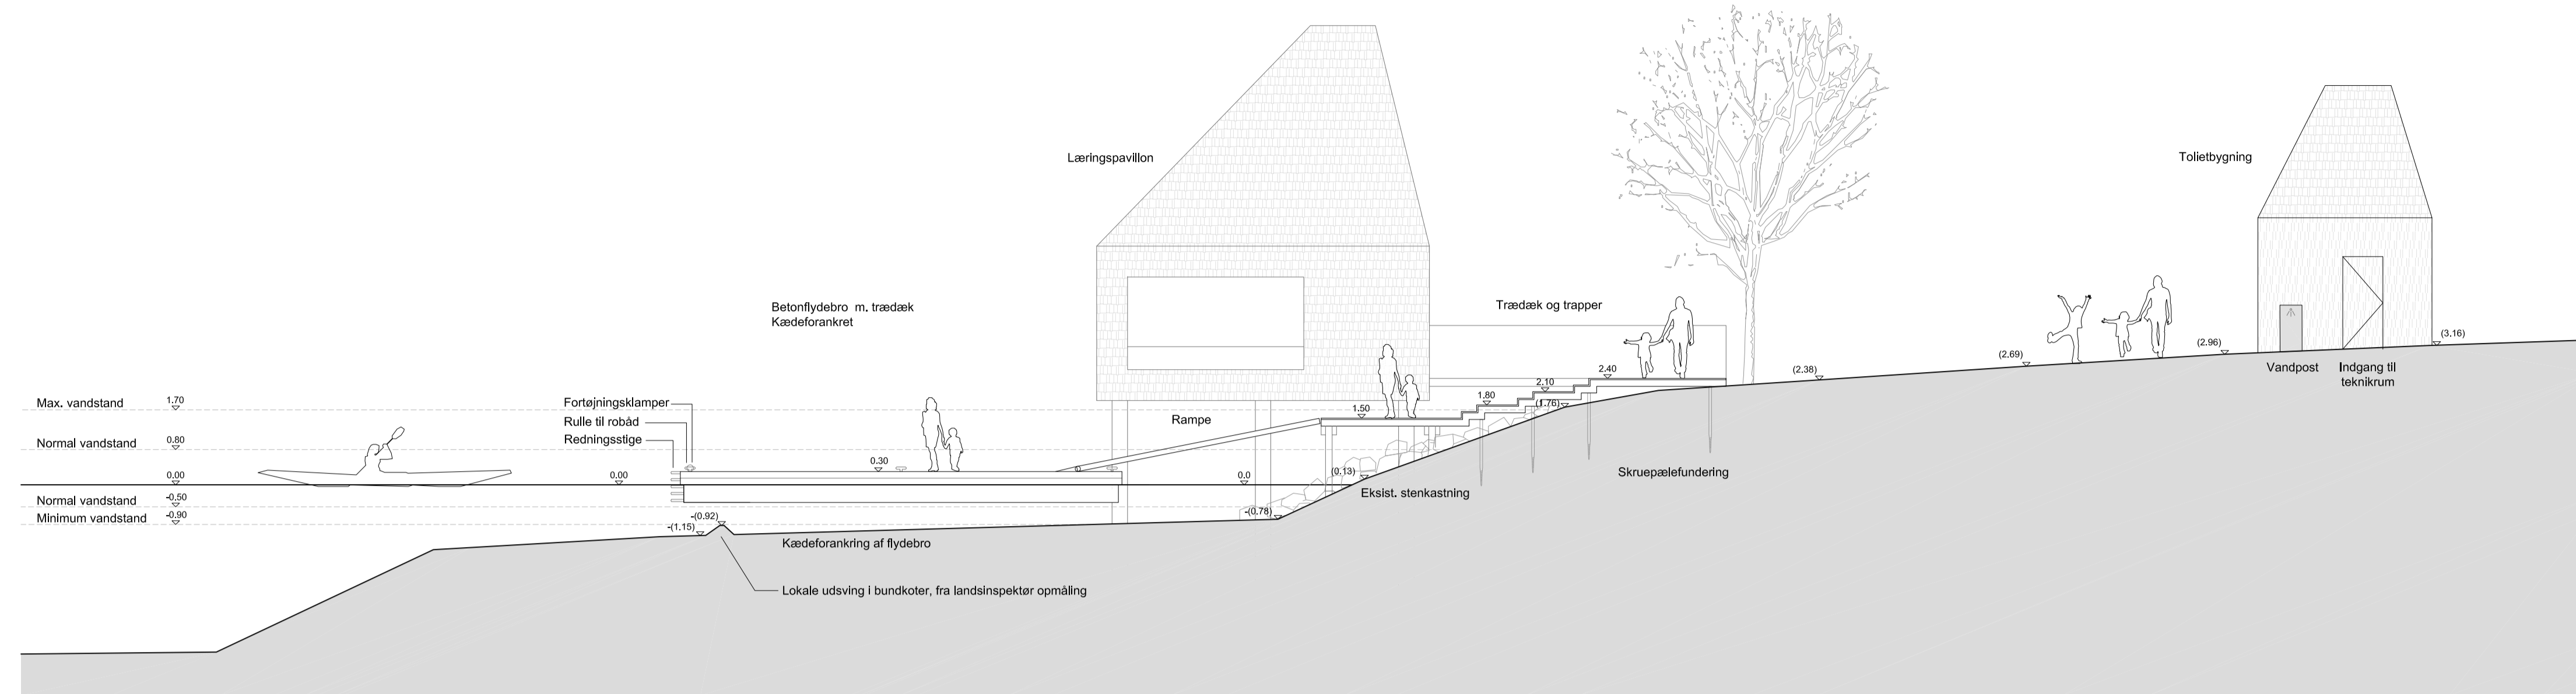 Læringspavillon
Tolietbygning
Betonflydebro m. trædæk
Kædeforankret
Trædæk og trapper
(3.16)
(2.96)
(2.69)
(2.38)
2.40
2.10
(1.76)
1.80
1.50
Vandpost
Indgang til
teknikrum
Max. vandstand 1.70
Fortøjningsklamper
Rulle til robåd
Redningsstige
Rampe
Normal vandstand 0.80
0.30
0.00
0.00
0.0
(0.13)
Skruepælefundering
Eksist. stenkastning
Normal vandstand -0.50
Minimum vandstand -0.90
-(0.92)
-(1.15)
-(0.78)
Kædeforankring af flydebro
Lokale udsving i bundkoter, fra landsinspektør opmåling